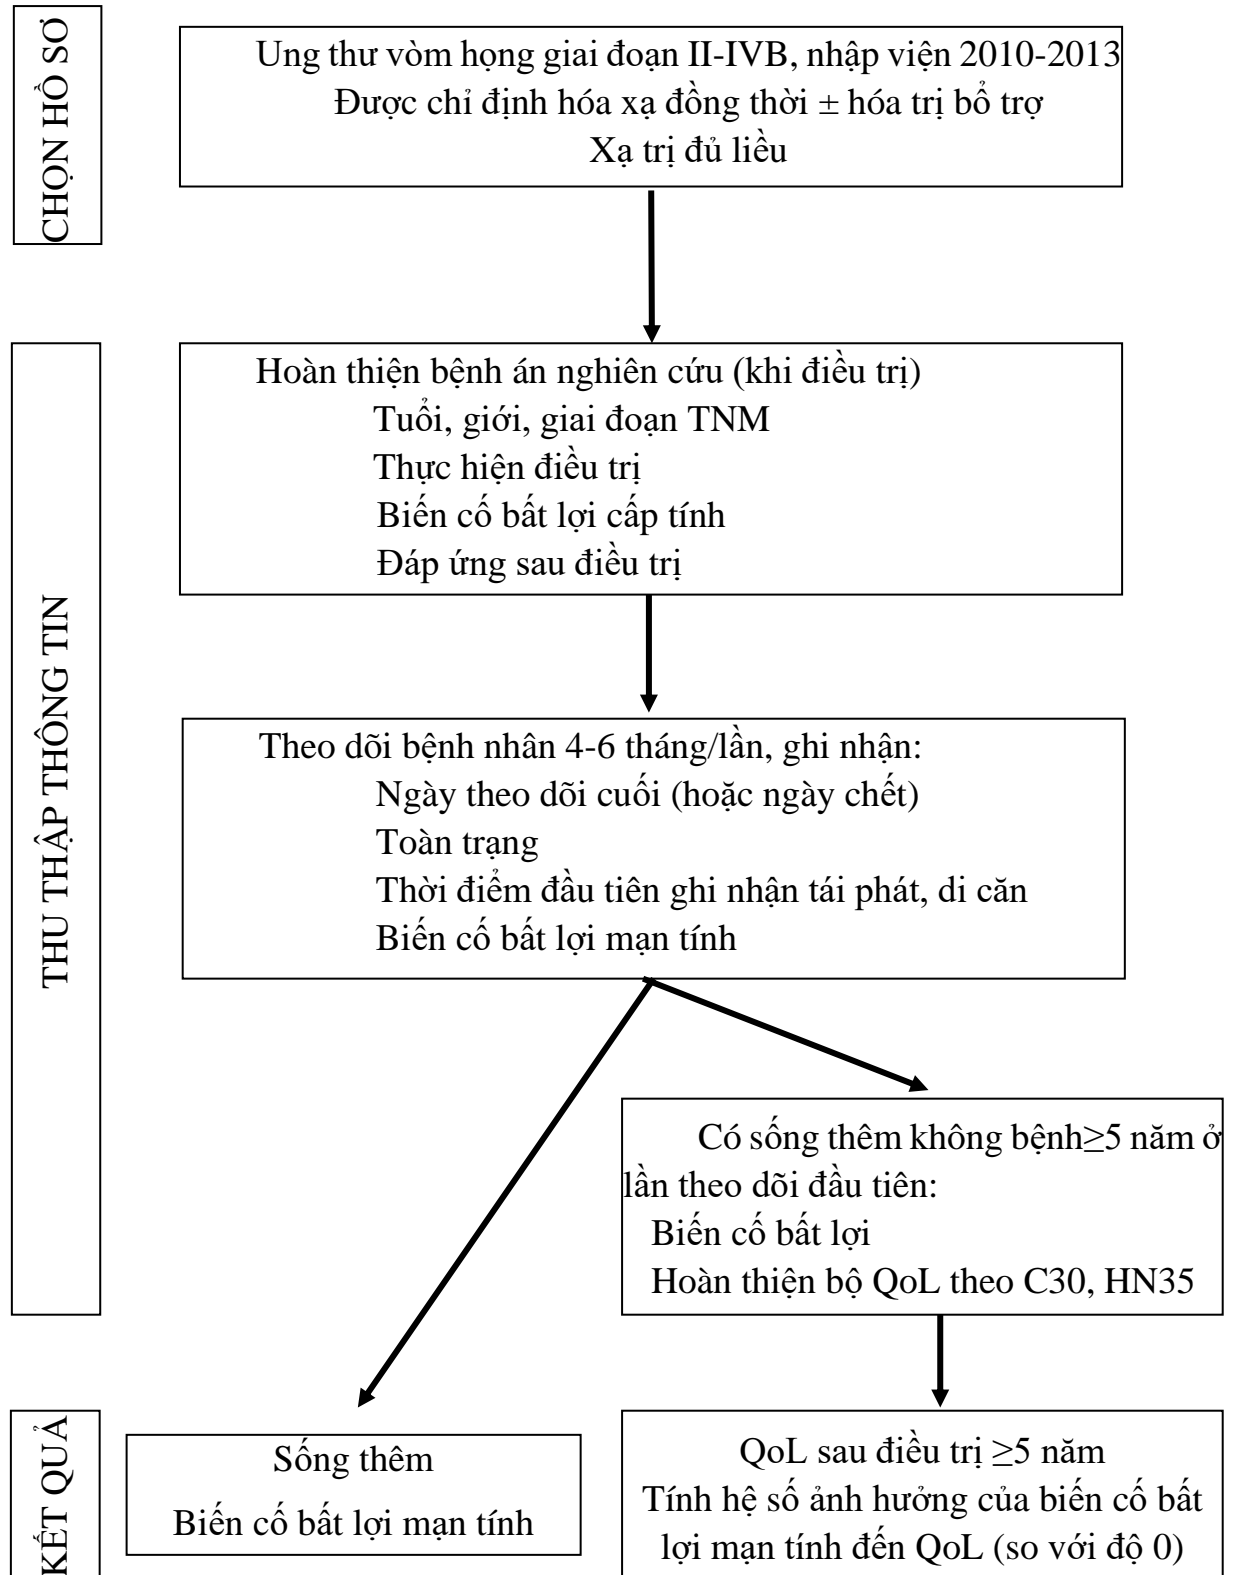 CHỌN HỒ SƠ
Ung thư vòm họng giai đoạn II-IVB, nhập viện 2010-2013
Được chỉ định hóa xạ đồng thời ± hóa trị bổ trợ
Xạ trị đủ liều
THU THẬP THÔNG TIN
Hoàn thiện bệnh án nghiên cứu (khi điều trị)
Tuổi, giới, giai đoạn TNM
Thực hiện điều trị
Biến cố bất lợi cấp tính
Đáp ứng sau điều trị
Theo dõi bệnh nhân 4-6 tháng/lần, ghi nhận:
Ngày theo dõi cuối (hoặc ngày chết)
Toàn trạng
Thời điểm đầu tiên ghi nhận tái phát, di căn
Biến cố bất lợi mạn tính
Có sống thêm không bệnh≥5 năm ở
lần theo dõi đầu tiên:
Biến cố bất lợi
Hoàn thiện bộ QoL theo C30, HN35
KẾT QUẢ
Sống thêm
Biến cố bất lợi mạn tính
QoL sau điều trị ≥5 năm
Tính hệ số ảnh hưởng của biến cố bất
lợi mạn tính đến QoL (so với độ 0)